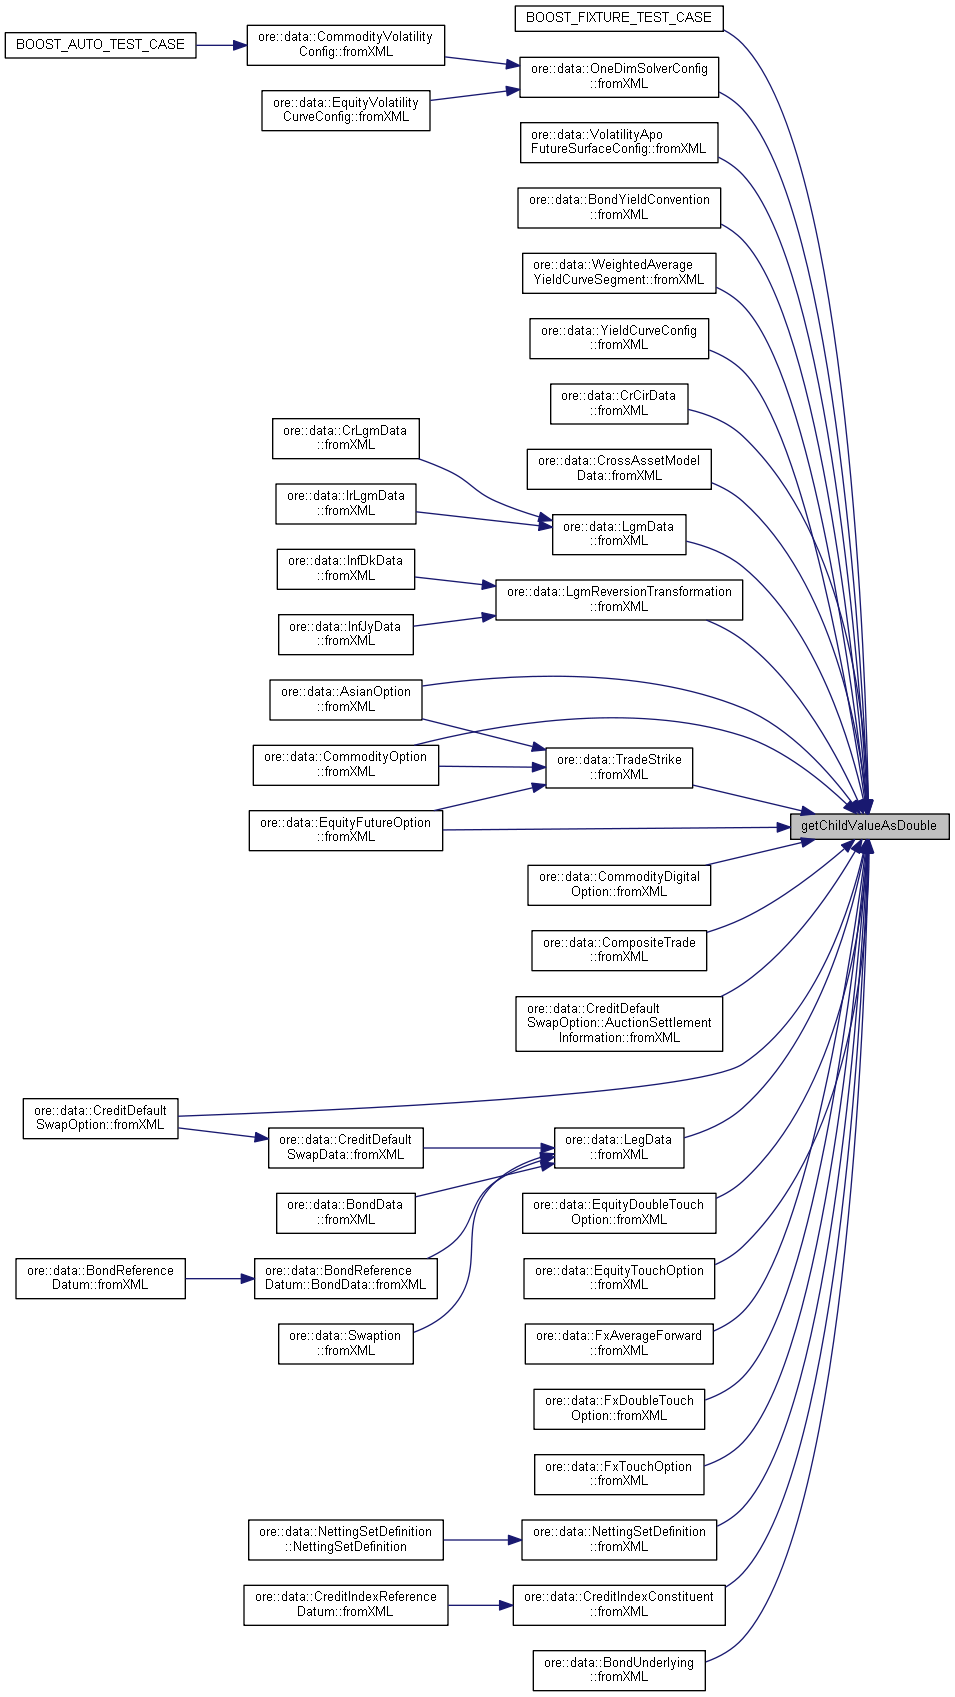 BOOST_FIXTURE_TEST_CASE
BOOST_AUTO_TEST_CASE
ore::data::CommodityVolatility
Config::fromXML
ore::data::OneDimSolverConfig
::fromXML
ore::data::EquityVolatility
CurveConfig::fromXML
ore::data::VolatilityApo
FutureSurfaceConfig::fromXML
ore::data::BondYieldConvention
::fromXML
ore::data::WeightedAverage
YieldCurveSegment::fromXML
ore::data::YieldCurveConfig
::fromXML
ore::data::CrCirData
::fromXML
ore::data::CrLgmData
::fromXML
ore::data::CrossAssetModel
Data::fromXML
ore::data::IrLgmData
::fromXML
ore::data::LgmData
::fromXML
ore::data::InfDkData
::fromXML
ore::data::LgmReversionTransformation
::fromXML
ore::data::InfJyData
::fromXML
ore::data::AsianOption
::fromXML
ore::data::CommodityOption
::fromXML
ore::data::TradeStrike
::fromXML
ore::data::EquityFutureOption
::fromXML
getChildValueAsDouble
ore::data::CommodityDigital
Option::fromXML
ore::data::CompositeTrade
::fromXML
ore::data::CreditDefault
SwapOption::AuctionSettlement
Information::fromXML
ore::data::CreditDefault
SwapOption::fromXML
ore::data::CreditDefault
SwapData::fromXML
ore::data::LegData
::fromXML
ore::data::BondData
::fromXML
ore::data::EquityDoubleTouch
Option::fromXML
ore::data::BondReference
Datum::fromXML
ore::data::BondReference
Datum::BondData::fromXML
ore::data::EquityTouchOption
::fromXML
ore::data::Swaption
::fromXML
ore::data::FxAverageForward
::fromXML
ore::data::FxDoubleTouch
Option::fromXML
ore::data::FxTouchOption
::fromXML
ore::data::NettingSetDefinition
::NettingSetDefinition
ore::data::NettingSetDefinition
::fromXML
ore::data::CreditIndexReference
Datum::fromXML
ore::data::CreditIndexConstituent
::fromXML
ore::data::BondUnderlying
::fromXML